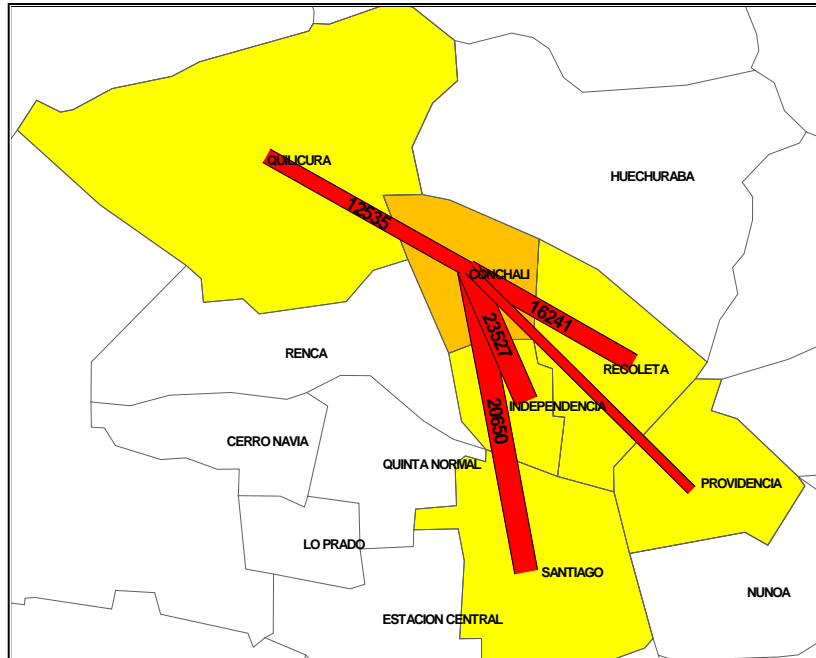 QUILICURA
HUECHURABA
12535
CONCHALI
16241
23527
RENCA
RECOLETA
INDEPENDENCIA
20650
CERRO NAVIA
QUINTA NORMAL
PROVIDENCIA
LO PRADO
SANTIAGO
NUNOA
ESTACION CENTRAL